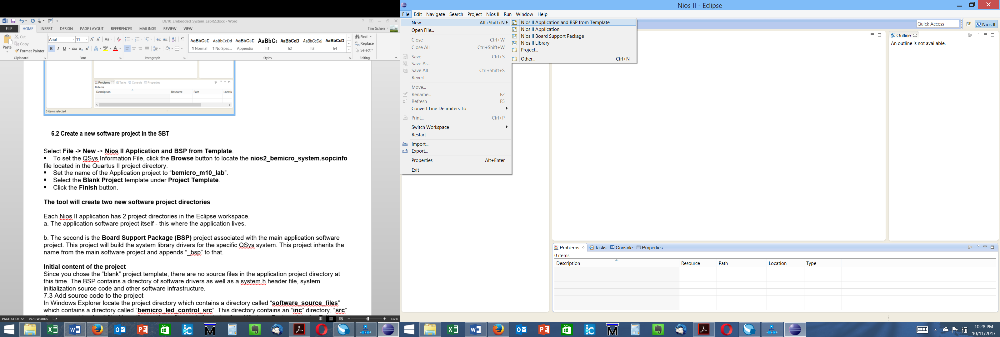 DE10_Embedded_System_LabR2.docx - Word
FILE HOME INSERT DESIGN PAGE LAYOUT REFERENCES MAILINGS REVIEW VIEW Tim Scherr
Paste
Cut
Copy
Format Painter
Clipboard
Arial 11
Font
Paragraph
AaBbCcD AaBbCcDd AaBbCcD AaBbCc AaBbCcD AaBbCcDd AaBbCcD
¶ Normal ¶ No Spac... Appendix h1 h2 h3 h4
Styles
Find
Replace
Select
Editing
Problems Tasks Console Properties
0 items
Description Resource Path Locati
0 items selected
6.2 Create a new software project in the SBT
Select File -> New -> Nios II Application and BSP from Template.
▪ To set the QSys Information File, click the Browse button to locate the nios2_bemicro_system.sopcinfo
file located in the Quartus II project directory.
▪ Set the name of the Application project to “bemicro_m10_lab”.
▪ Select the Blank Project template under Project Template.
▪ Click the Finish button.
The tool will create two new software project directories
Each Nios II application has 2 project directories in the Eclipse workspace.
a. The application software project itself - this where the application lives.
b. The second is the Board Support Package (BSP) project associated with the main application software
project. This project will build the system library drivers for the specific QSys system. This project inherits the
name from the main software project and appends “_bsp” to that.
Initial content of the project
Since you chose the “blank” project template, there are no source files in the application project directory at
this time. The BSP contains a directory of software drivers as well as a system.h header file, system
initialization source code and other software infrastructure.
7.3 Add source code to the project
In Windows Explorer locate the project directory which contains a directory called “software_source_files”
which contains a directory called “bemicro_led_control_src”. This directory contains an “inc” directory, “src”
PAGE 61 OF 72 7973 WORDS 137%
Nios II - Eclipse
File Edit Navigate Search Project Nios II Run Window Help
New Alt+Shift+N
Open File...
Close Ctrl+W
Close All Ctrl+Shift+W
Save Ctrl+S
Save As...
Save All Ctrl+Shift+S
Revert
Move...
Rename... F2
Refresh F5
Convert Line Delimiters To
Print... Ctrl+P
Switch Workspace
Restart
Import...
Export...
Properties Alt+Enter
Exit
Nios II Application and BSP from Template
Nios II Application
Nios II Board Support Package
Nios II Library
Project...
Other... Ctrl+N
Quick Access Nios II
Outline
An outline is not available.
Problems Tasks Console Properties
0 items
Description Resource Path Location Type
10:28 PM
10/11/2017